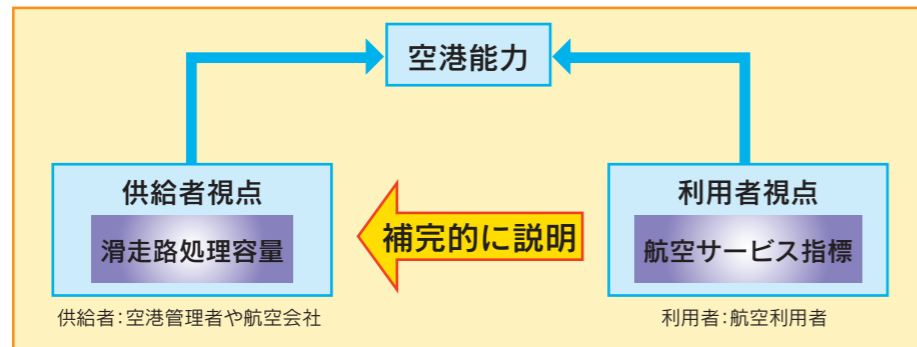 空港能力
供給者視点
滑走路処理容量
補完的に説明
利用者視点
航空サービス指標
供給者：空港管理者や航空会社
利用者：航空利用者